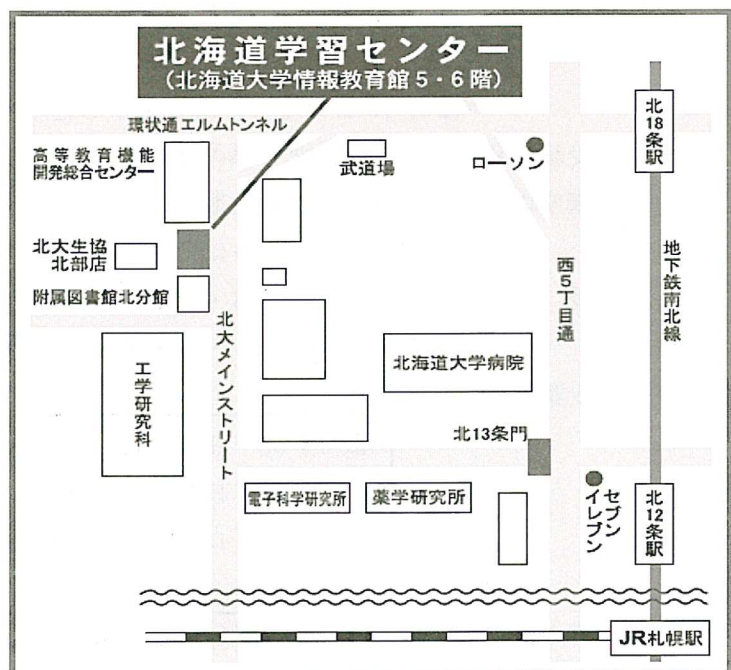 北海道学習センター
(北海道大学情報教育館5・6階)
環状通エルムトンネル
高等教育機能
開発総合センター
武道場
ローソン
北18条駅
北大生協
北部店
附属図書館北分館
北大メインストリート
西5丁目通
地下鉄南北線
工学研究科
北海道大学病院
北13条門
電子科学研究所
薬学研究所
セブン
イレブン
北12条駅
JR札幌駅